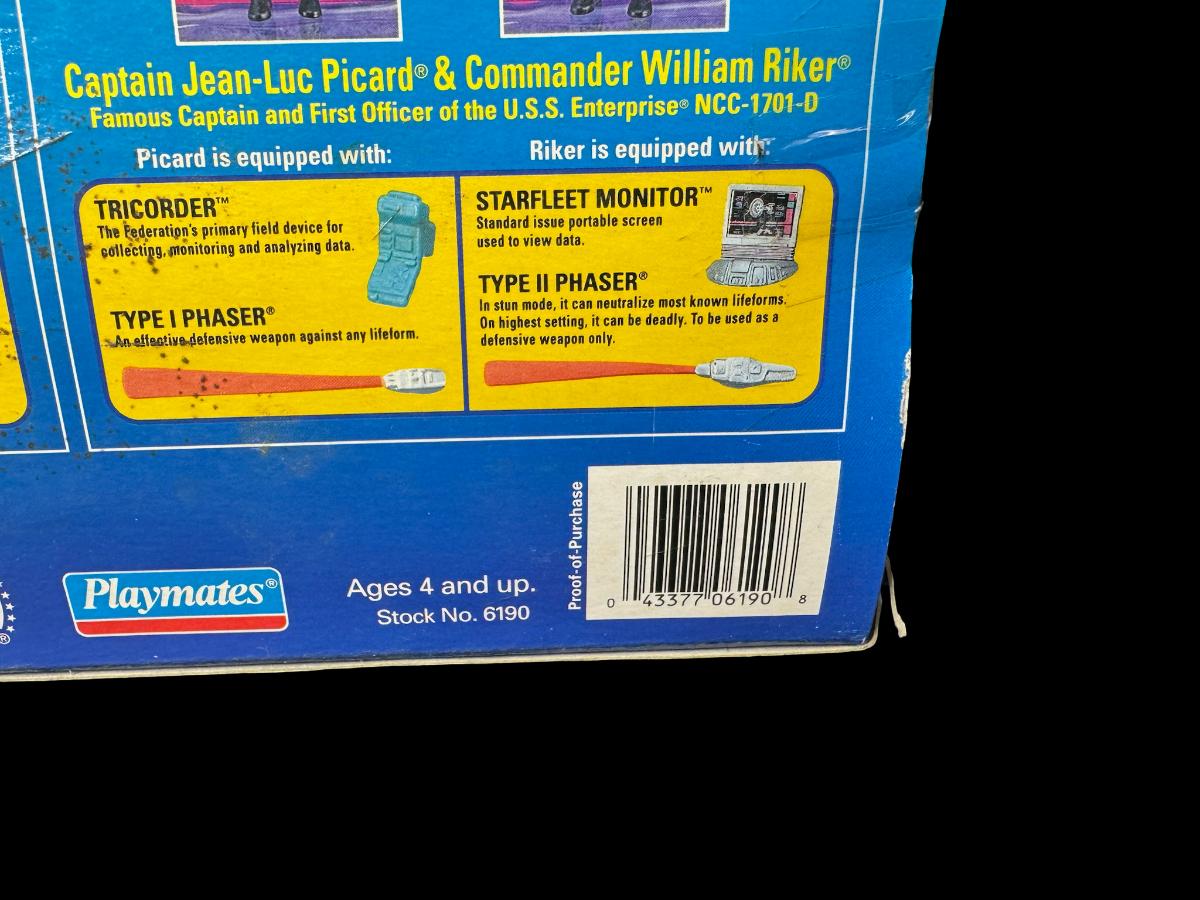 Captain Jean-Luc Picard® & Commander William Riker®
Famous Captain and First Officer of the U.S.S. Enterprise® NCC-1701-D
Picard is equipped with:
TRICORDER™
The Federation's primary field device for
collecting, monitoring and analyzing data.
TYPE I PHASER®
An effective defensive weapon against any lifeform.
Riker is equipped with:
STARFLEET MONITOR™
Standard issue portable screen
used to view data.
TYPE II PHASER®
In stun mode, it can neutralize most known lifeforms.
On highest setting, it can be deadly. To be used as a
defensive weapon only.
Playmates®
Ages 4 and up.
Stock No. 6190
Proof-of-Purchase
0 43377 06190 8
®